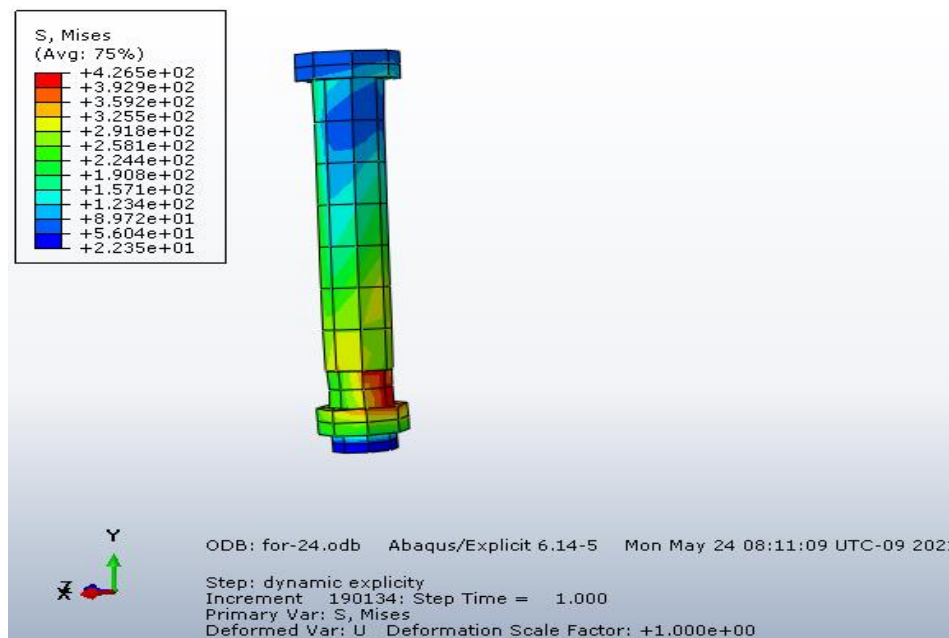 S, Mises
(Avg: 75%)
+4.265e+02
+3.929e+02
+3.592e+02
+3.255e+02
+2.918e+02
+2.581e+02
+2.244e+02
+1.908e+02
+1.571e+02
+1.234e+02
+8.972e+01
+5.604e+01
+2.235e+01
Y
Z
X
ODB: for-24.odb Abaqus/Explicit 6.14-5 Mon May 24 08:11:09 UTC-09 202
Step: dynamic explicity
Increment 190134: Step Time = 1.000
Primary Var: S, Mises
Deformed Var: U Deformation Scale Factor: +1.000e+00